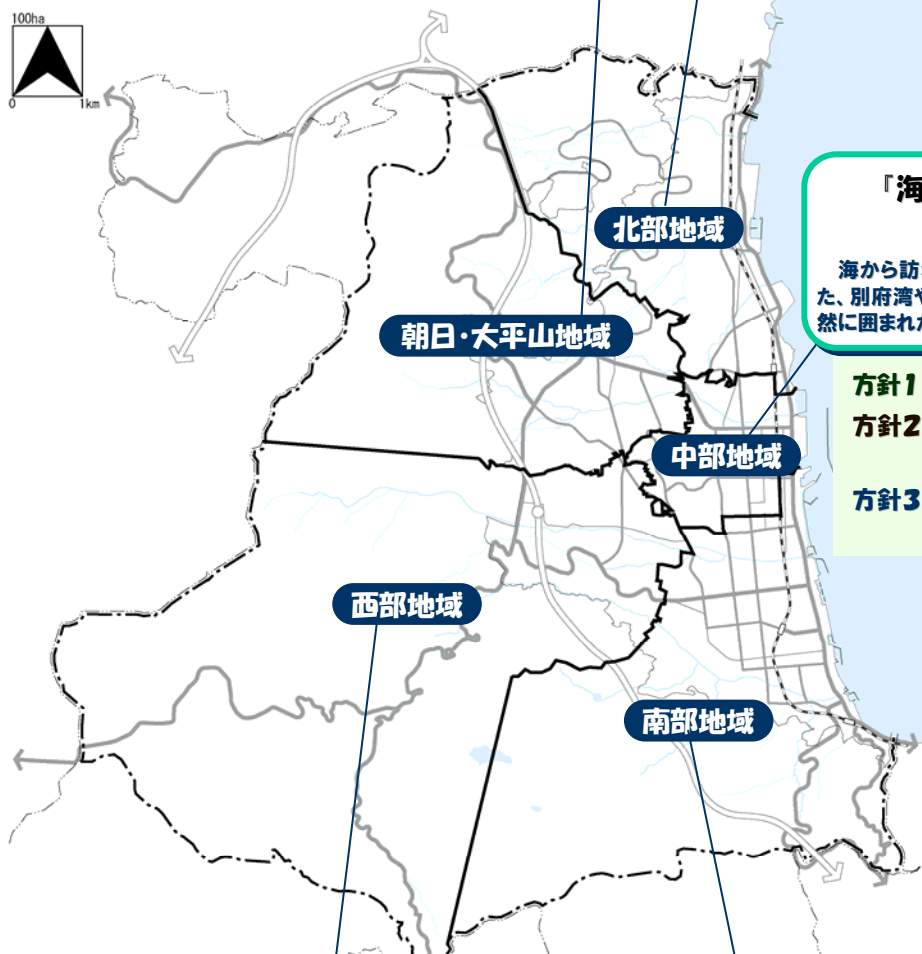 100ha
0 1km
北部地域
『海
海から訪
た、別府湾や
然に囲まれた
朝日・大平山地域
方針1
方針2
中部地域
方針3
西部地域
南部地域